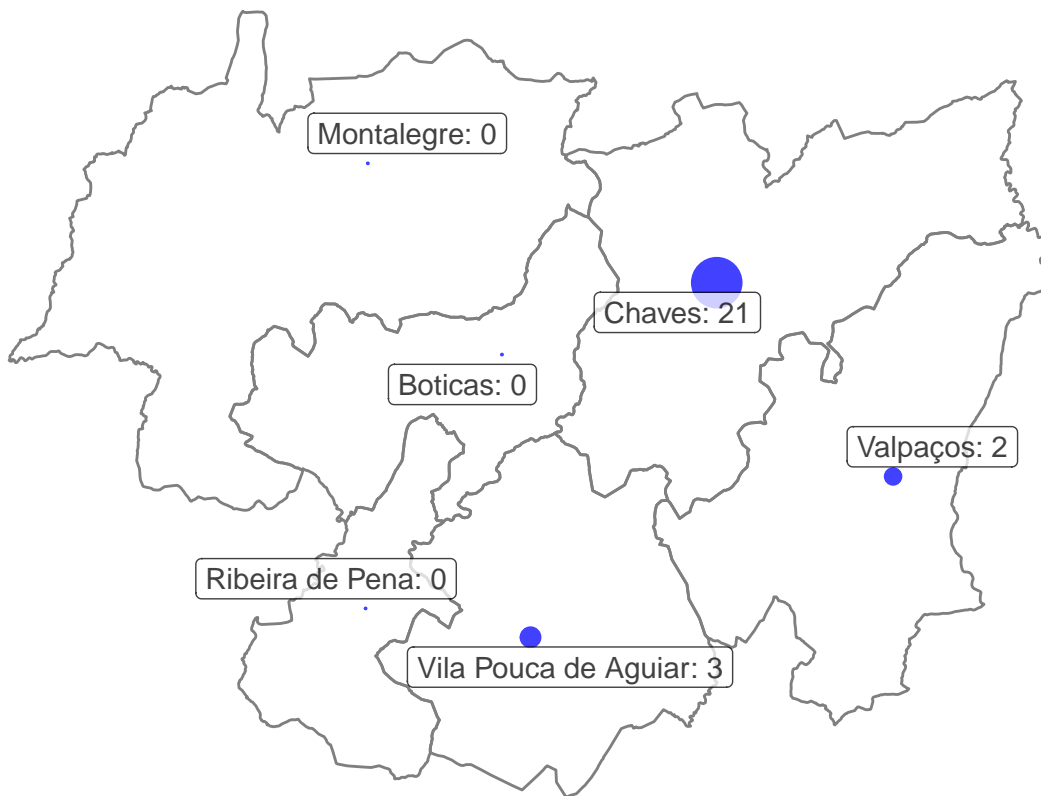 Montalegre: 0
Chaves: 21
Boticas: 0
Valpaços: 2
Ribeira de Pena: 0
Vila Pouca de Aguiar: 3